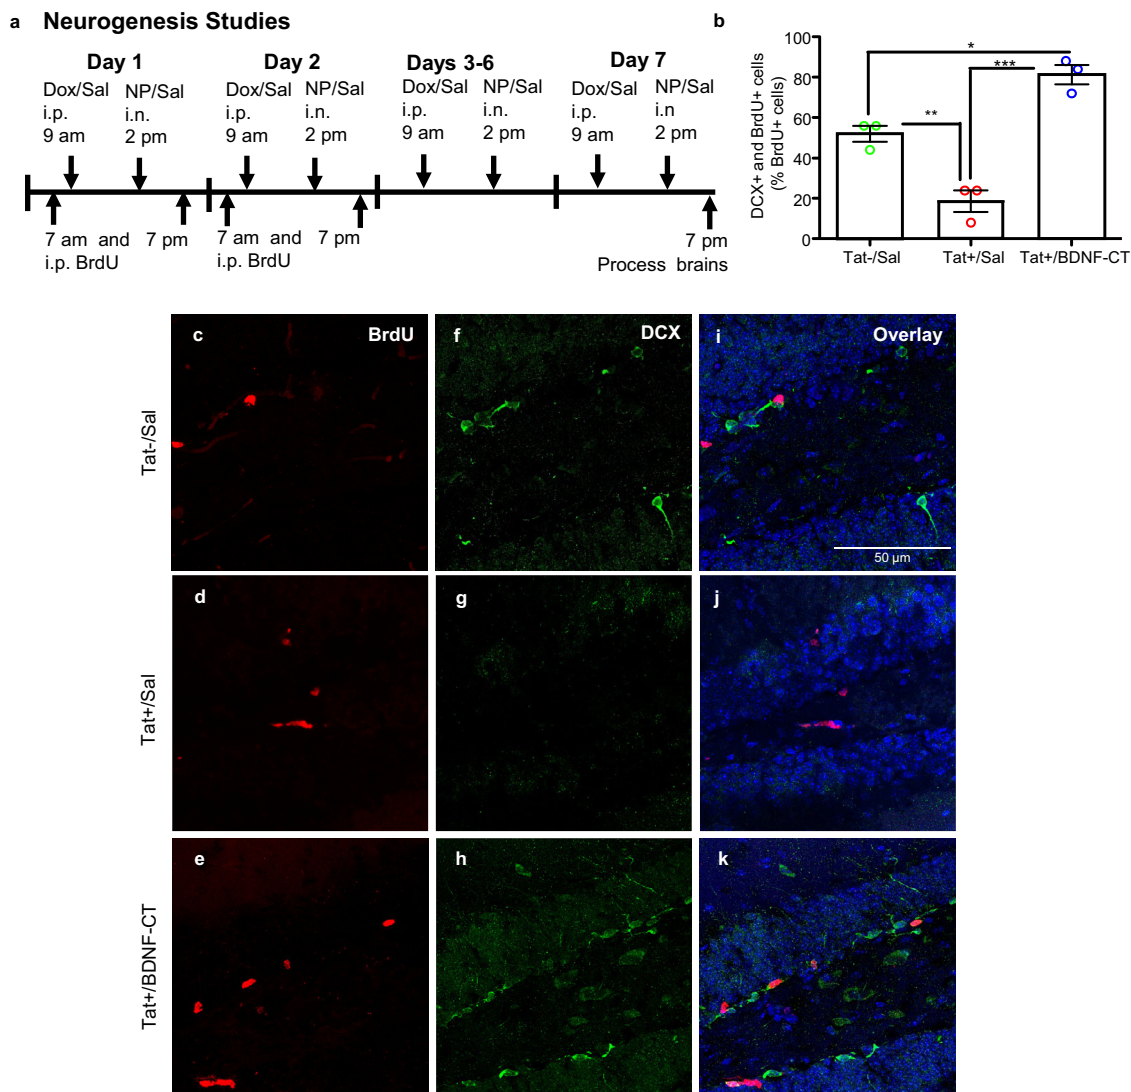 a Neurogenesis Studies
Day 1 Day 2 Days 3-6 Day 7
Dox/Sal NP/Sal Dox/Sal NP/Sal Dox/Sal NP/Sal Dox/Sal NP/Sal
i.p. i.n. i.p. i.n. i.p. i.n. i.p. i.n
9 am 2 pm 9 am 2 pm 9 am 2 pm 9 am 2 pm
7 am and 7 pm 7 am and 7 pm 7 pm
i.p. BrdU i.p. BrdU Process brains
b
DCX+ and BrdU+ cells
(% BrdU+ cells)
100
80
60
40
20
0
*
***
**
Tat-/Sal Tat+/Sal Tat+/BDNF-CT
c BrdU f DCX i Overlay
Tat-/Sal
50 µm
d g j
Tat+/Sal
e h k
Tat+/BDNF-CT